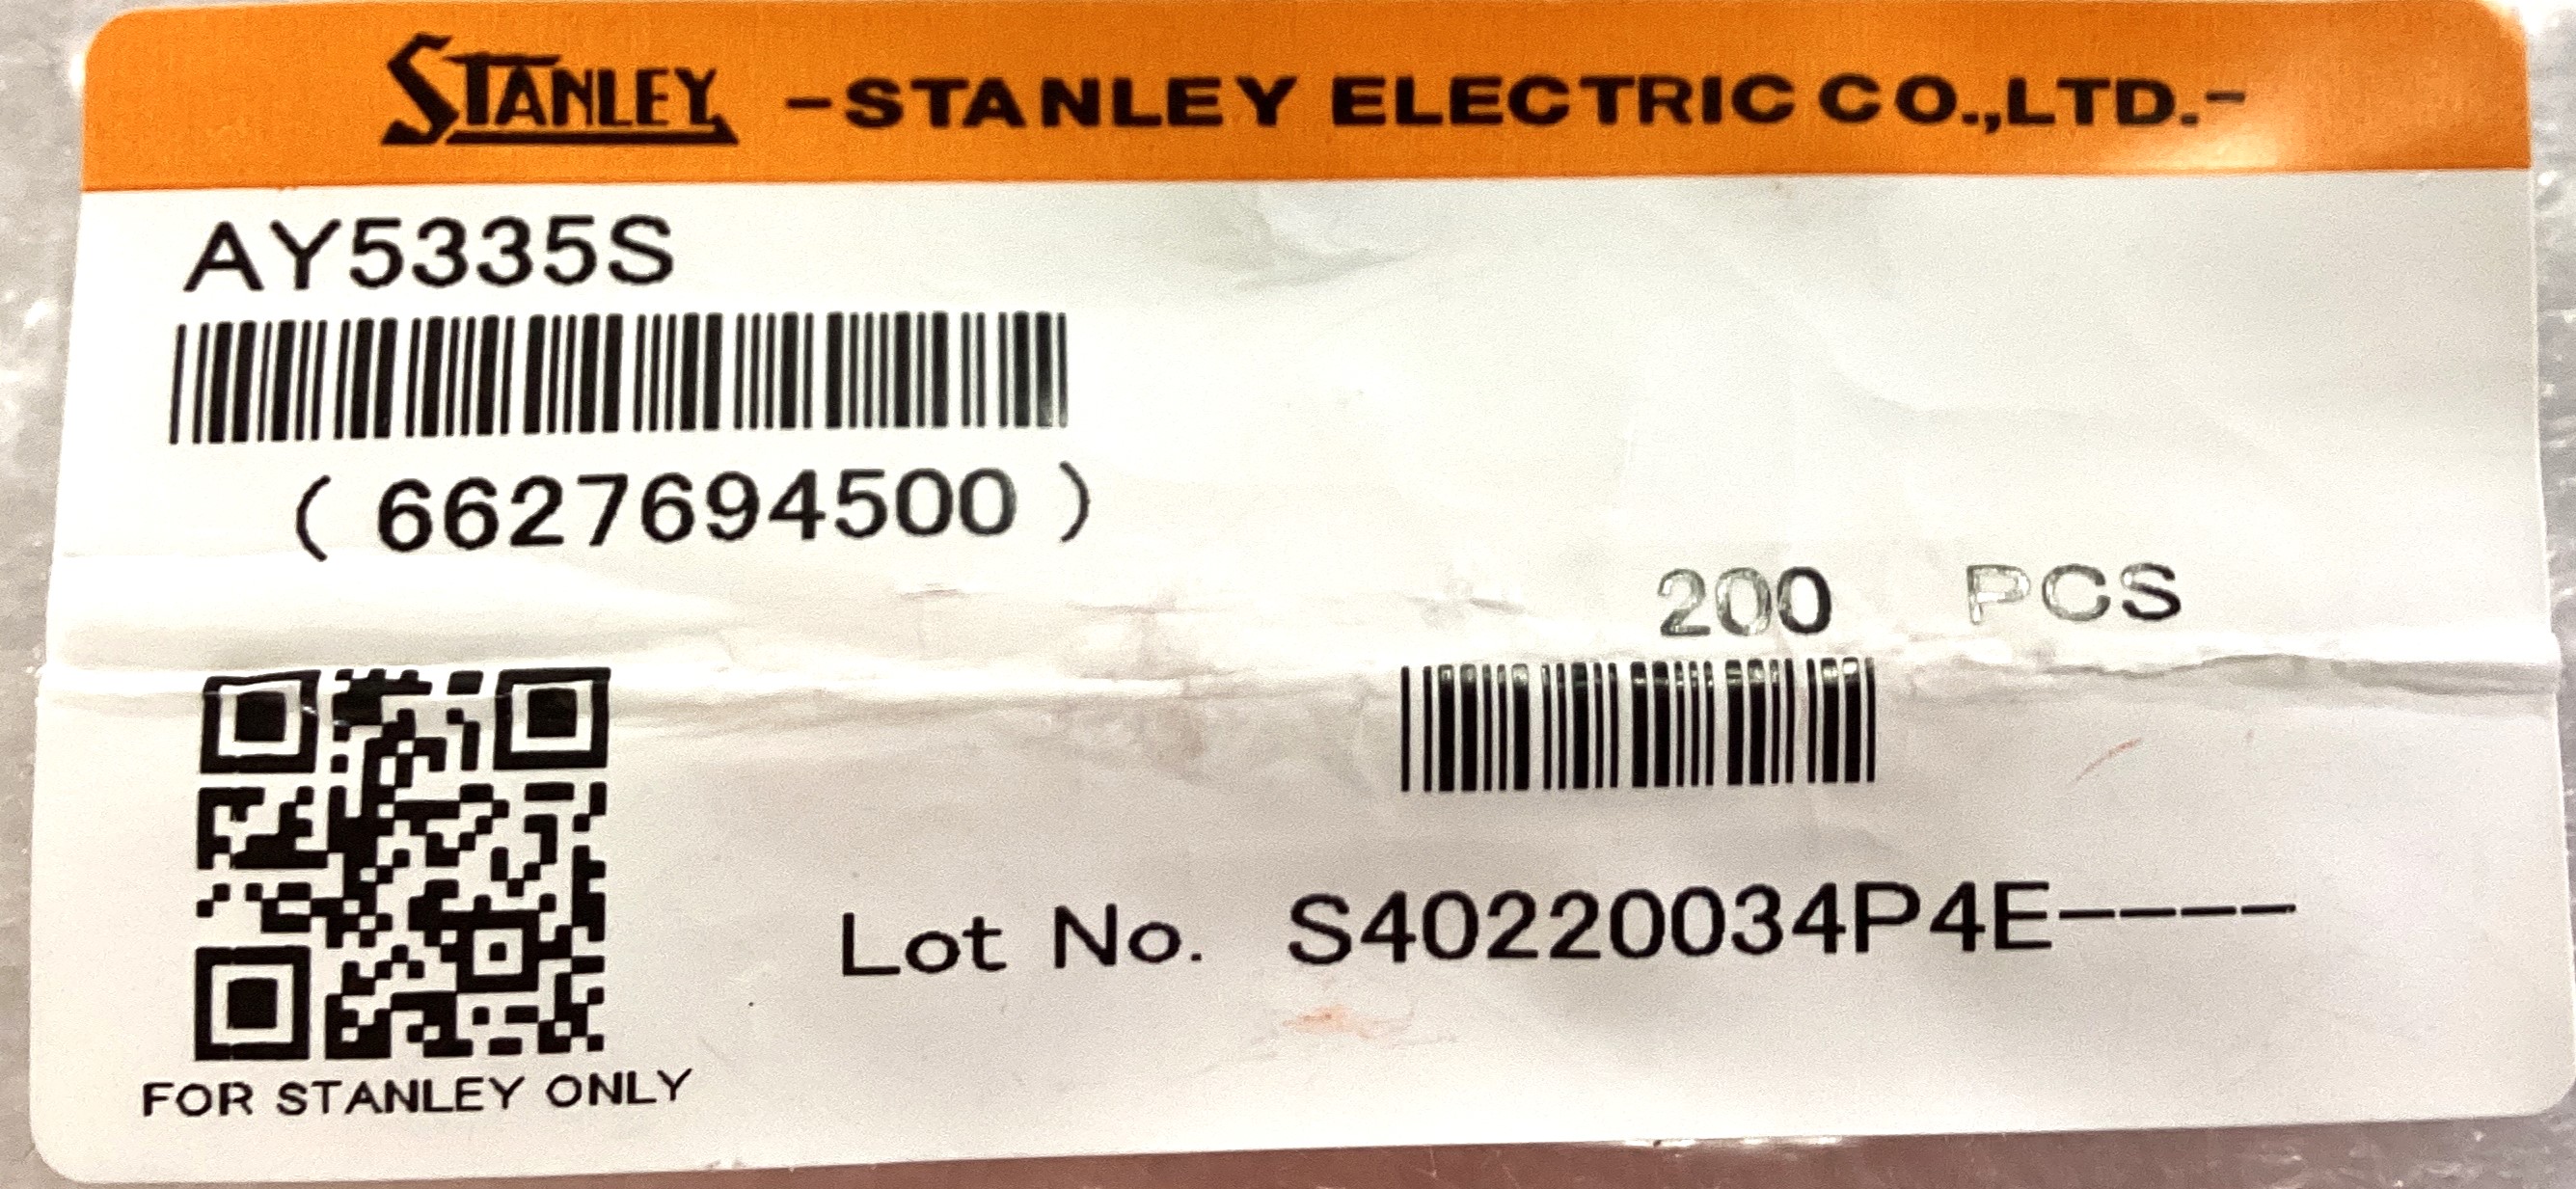 STANLEY -STANLEY ELECTRIC CO.,LTD.-
AY5335S
( 6627694500 )
200 PCS
Lot No. S40220034P4E----
FOR STANLEY ONLY